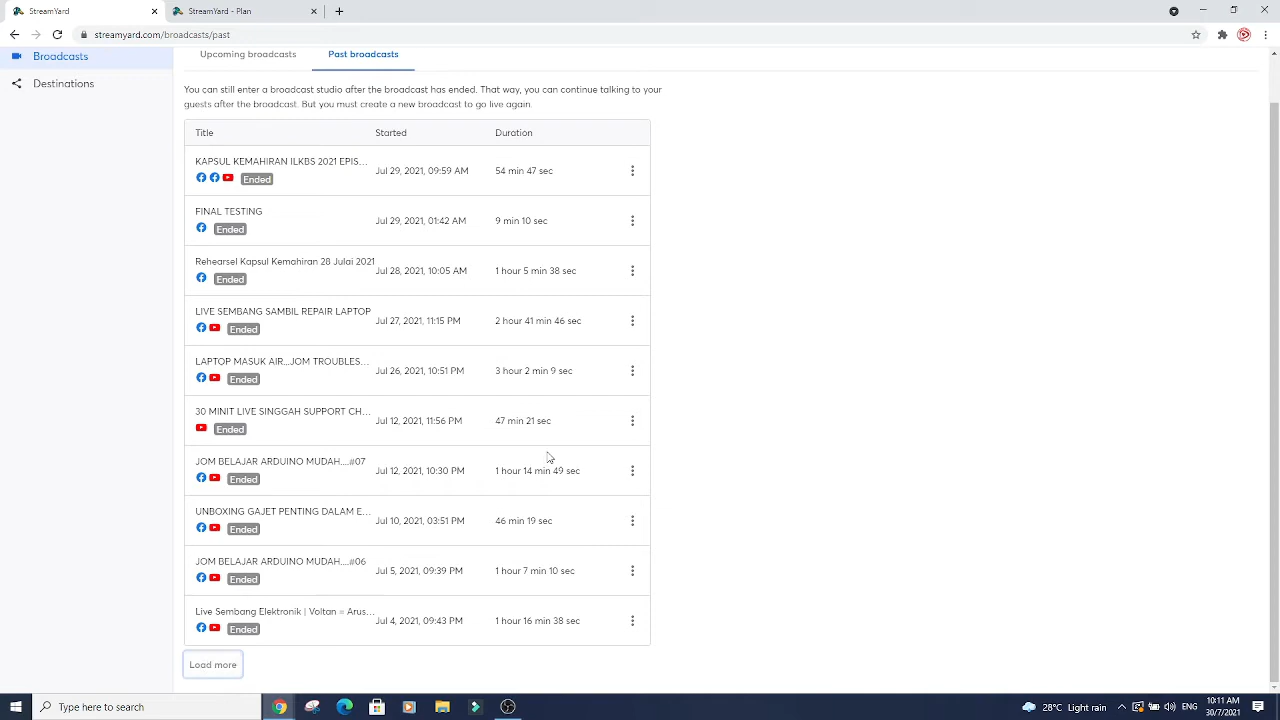 StreamYard
StreamYard - Plan
streamyard.com/broadcasts/past
Broadcasts
Destinations
Upcoming broadcasts
Past broadcasts
You can still enter a broadcast studio after the broadcast has ended. That way, you can continue talking to your
guests after the broadcast. But you must create a new broadcast to go live again.
Title Started Duration
KAPSUL KEMAHIRAN ILKBS 2021 EPIS...
Jul 29, 2021, 09:59 AM 54 min 47 sec
Ended
FINAL TESTING
Jul 29, 2021, 01:42 AM 9 min 10 sec
Ended
Rehearsel Kapsul Kemahiran 28 Julai 2021
Jul 28, 2021, 10:05 AM 1 hour 5 min 38 sec
Ended
LIVE SEMBANG SAMBIL REPAIR LAPTOP
Jul 27, 2021, 11:15 PM 2 hour 41 min 46 sec
Ended
LAPTOP MASUK AIR...JOM TROUBLES...
Jul 26, 2021, 10:51 PM 3 hour 2 min 9 sec
Ended
30 MINIT LIVE SINGGAH SUPPORT CH...
Jul 12, 2021, 11:56 PM 47 min 21 sec
Ended
JOM BELAJAR ARDUINO MUDAH....#07
Jul 12, 2021, 10:30 PM 1 hour 14 min 49 sec
Ended
UNBOXING GAJET PENTING DALAM E...
Jul 10, 2021, 03:51 PM 46 min 19 sec
Ended
JOM BELAJAR ARDUINO MUDAH....#06
Jul 5, 2021, 09:39 PM 1 hour 7 min 10 sec
Ended
Live Sembang Elektronik | Voltan = Arus...
Jul 4, 2021, 09:43 PM 1 hour 16 min 38 sec
Ended
Load more
Type here to search
28°C Light rain
10:11 AM
30/7/2021